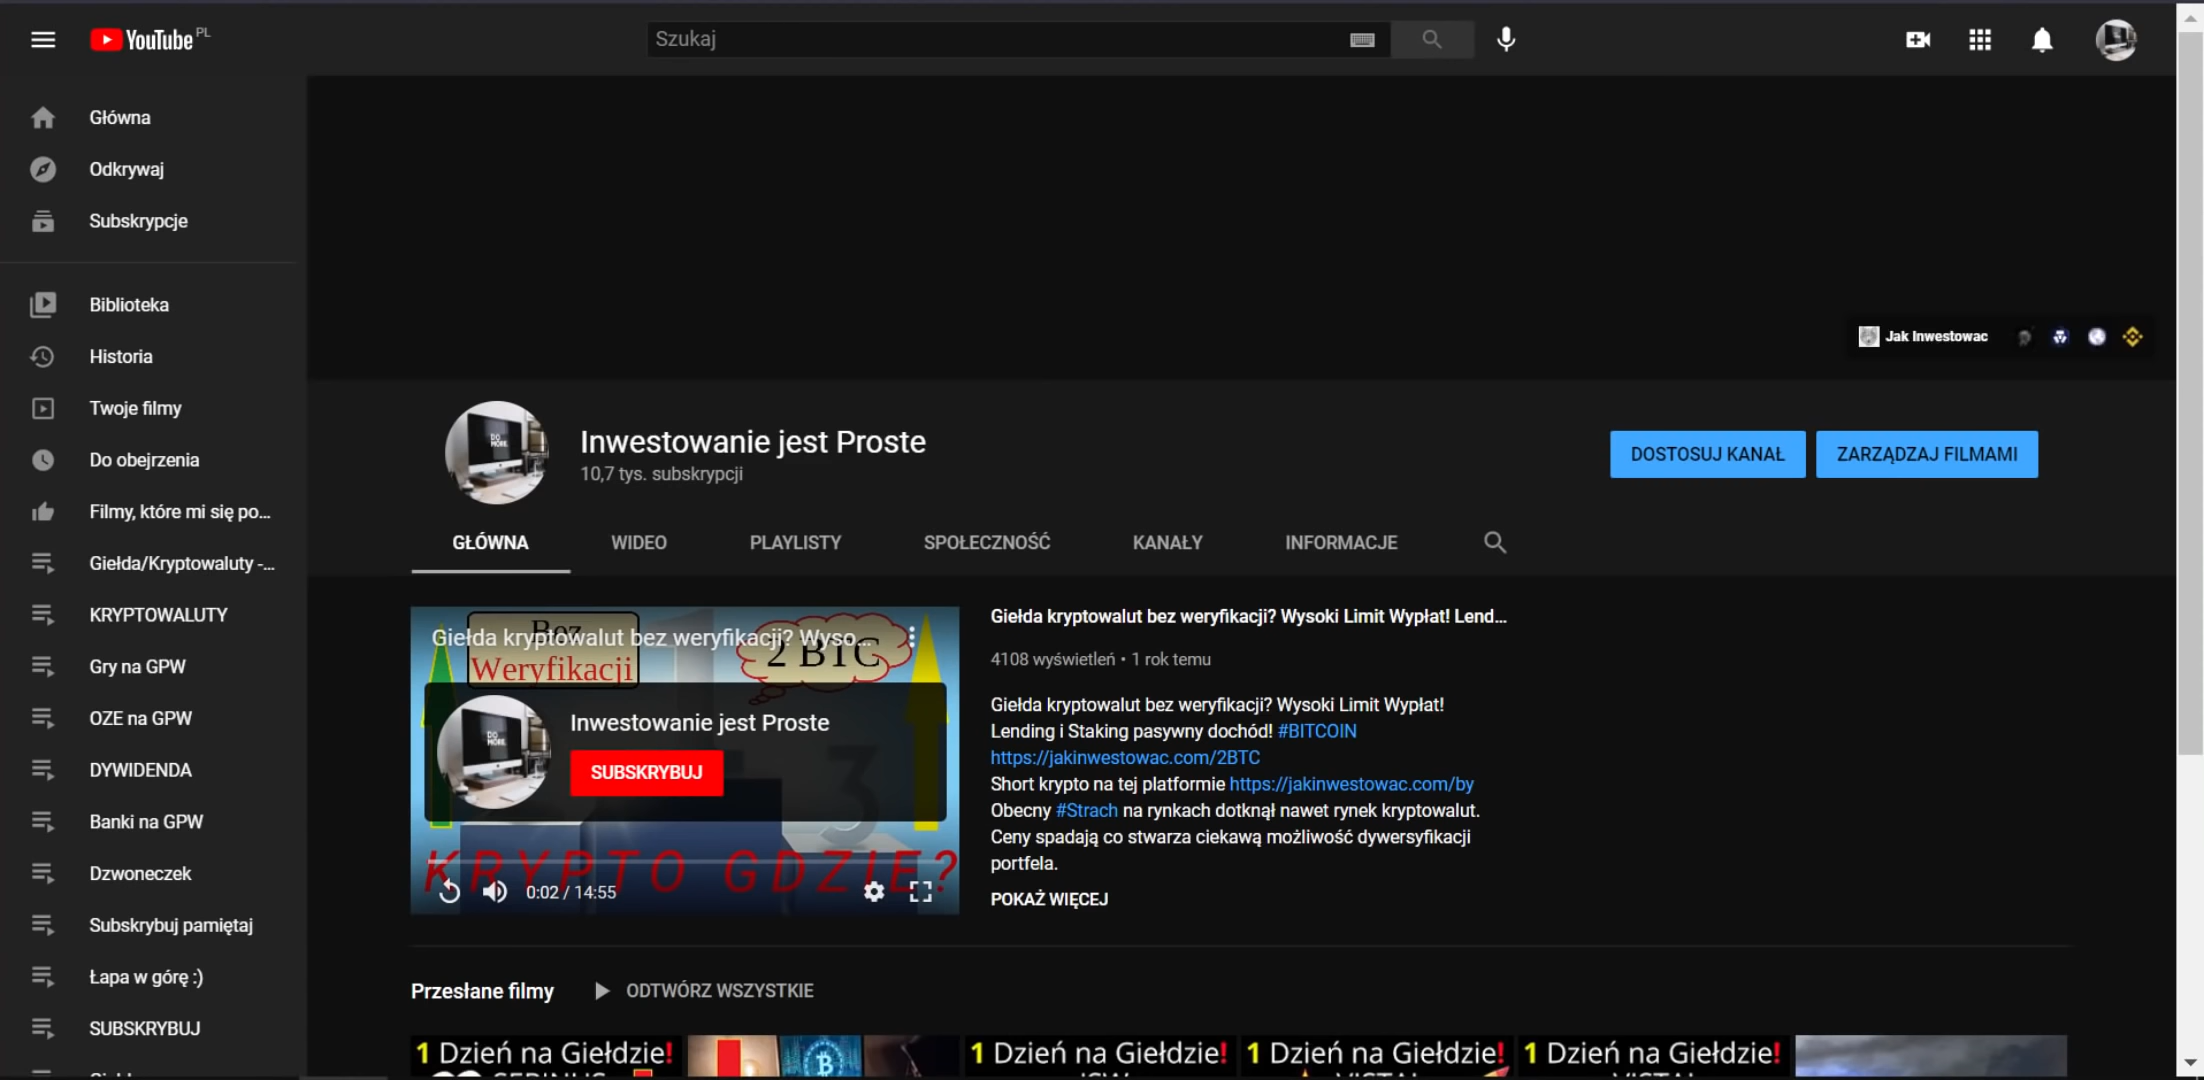 YouTube PL
Szukaj
Główna
Odkrywaj
Subskrypcje
Biblioteka
Historia
Twoje filmy
Do obejrzenia
Filmy, które mi się po...
Giełda/Kryptowaluty -...
KRYPTOWALUTY
Gry na GPW
OZE na GPW
DYWIDENDA
Banki na GPW
Dzwoneczek
Subskrybuj pamiętaj
Łapa w górę :)
SUBSKRYBUJ
Jak Inwestowac
DO
MORE.
Inwestowanie jest Proste
10,7 tys. subskrypcji
DOSTOSUJ KANAŁ
ZARZĄDZAJ FILMAMI
GŁÓWNA
WIDEO
PLAYLISTY
SPOŁECZNOŚĆ
KANAŁY
INFORMACJE
Giełda kryptowalut bez weryfikacji? Wyso...
Bez
Weryfikacji
2 BTC
DO
MORE.
Inwestowanie jest Proste
SUBSKRYBUJ
3
KRYPTO GDZIE?
0:02 / 14:55
Giełda kryptowalut bez weryfikacji? Wysoki Limit Wypłat! Lend...
4108 wyświetleń • 1 rok temu
Giełda kryptowalut bez weryfikacji? Wysoki Limit Wypłat!
Lending i Staking pasywny dochód! #BITCOIN
https://jakinwestowac.com/2BTC
Short krypto na tej platformie https://jakinwestowac.com/by
Obecny #Strach na rynkach dotknął nawet rynek kryptowalut.
Ceny spadają co stwarza ciekawą możliwość dywersyfikacji
portfela.
POKAŻ WIĘCEJ
Przesłane filmy
ODTWÓRZ WSZYSTKIE
1 Dzień na Giełdzie!
1 Dzień na Giełdzie!
1 Dzień na Giełdzie!
1 Dzień na Giełdzie!